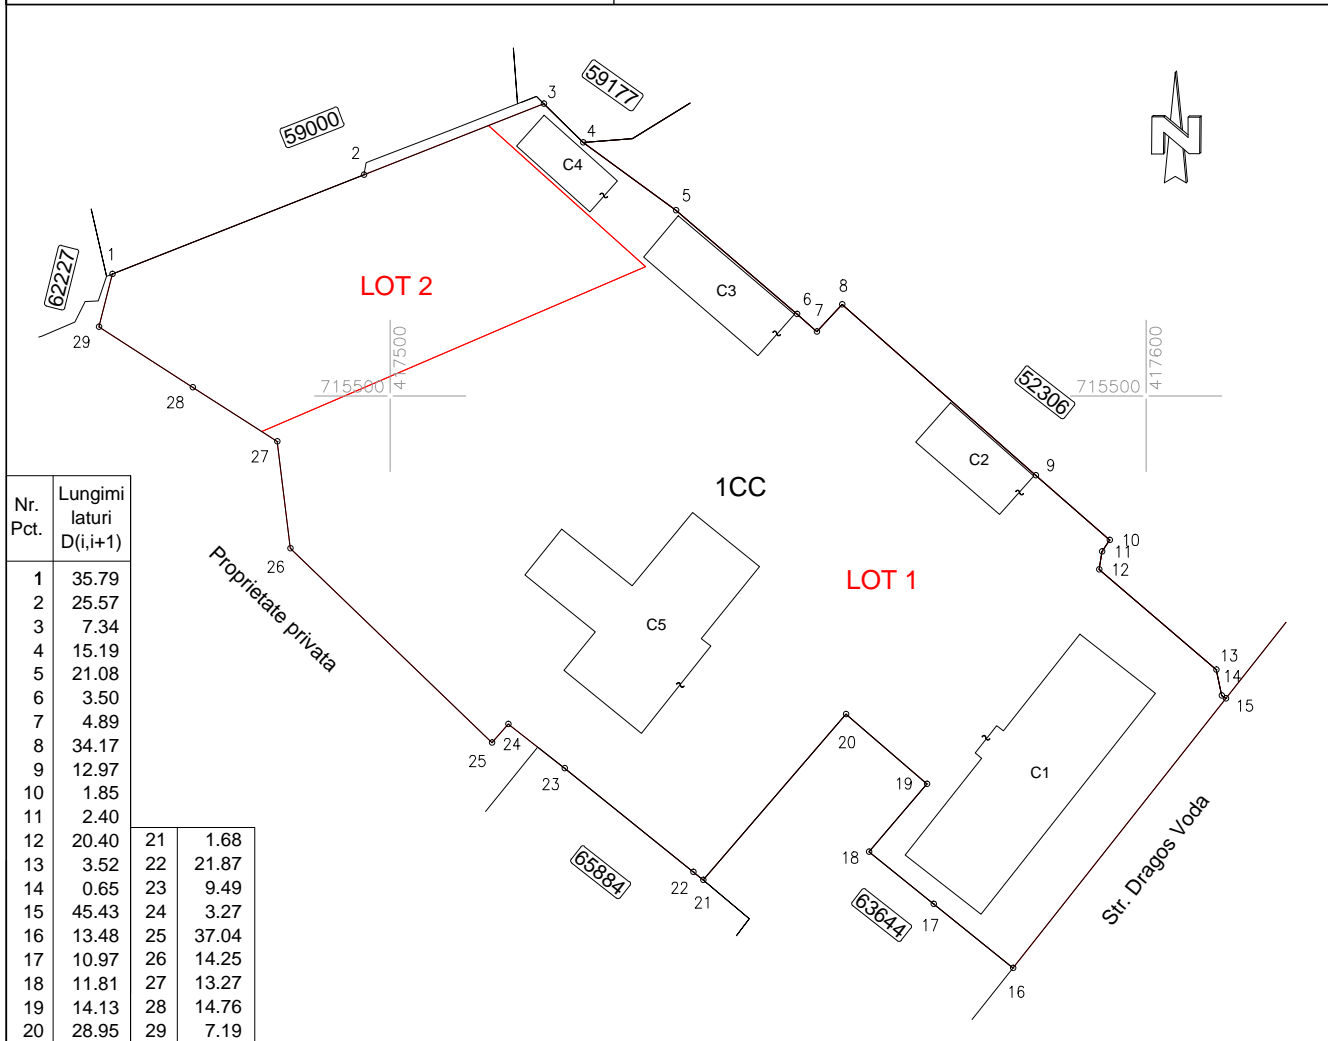 59177
3
59000
4
2
C4
5
1
62227
LOT 2
C3
6
7
8
29
417500
715500
417600
715500
28
52306
27
9
C2
1CC
Nr.
Pct.
Lungimi
laturi
D(i,i+1)
10
11
12
26
LOT 1
Proprietate privata
C5
13
14
15
20
24
25
23
19
C1
18
65884
22
21
63644
17
Str. Dragos Voda
16
1 35.79
2 25.57
3 7.34
4 15.19
5 21.08
6 3.50
7 4.89
8 34.17
9 12.97
10 1.85
11 2.40
12 20.40 21 1.68
13 3.52 22 21.87
14 0.65 23 9.49
15 45.43 24 3.27
16 13.48 25 37.04
17 10.97 26 14.25
18 11.81 27 13.27
19 14.13 28 14.76
20 28.95 29 7.19
N